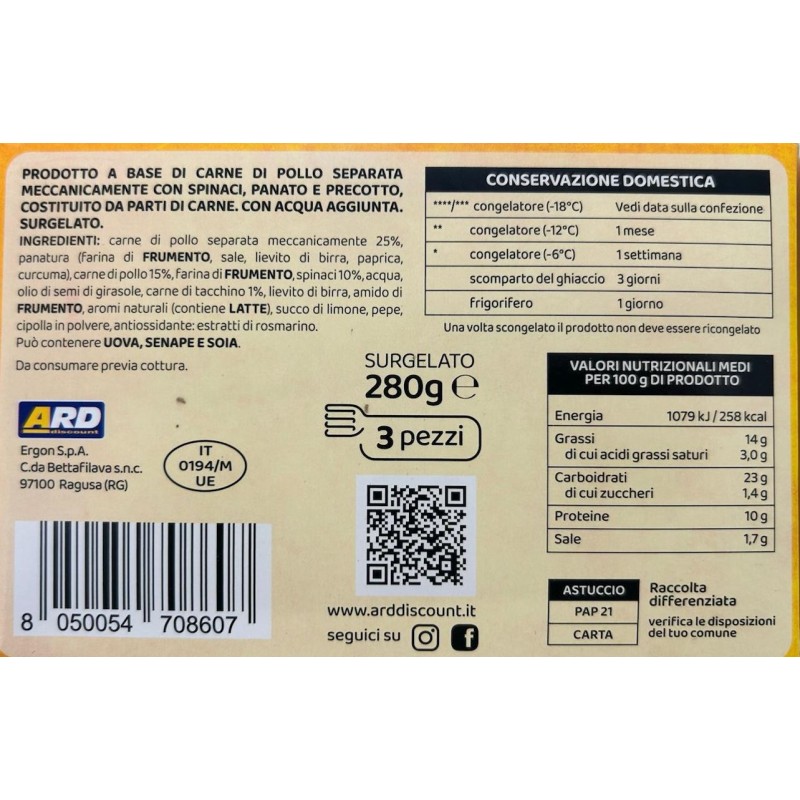 PRODOTTO A BASE DI CARNE DI POLLO SEPARATA
MECCANICAMENTE CON SPINACI, PANATO E PRECOTTO,
COSTITUITO DA PARTI DI CARNE. CON ACQUA AGGIUNTA.
SURGELATO.
INGREDIENTI: carne di pollo separata meccanicamente 25%,
panatura (farina di FRUMENTO, sale, lievito di birra, paprica,
curcuma), carne di pollo 15%, farina di FRUMENTO, spinaci 10%, acqua,
olio di semi di girasole, carne di tacchino 1%, lievito di birra, amido di
FRUMENTO, aromi naturali (contiene LATTE), succo di limone, pepe,
cipolla in polvere, antiossidante: estratti di rosmarino.
Può contenere UOVA, SENAPE E SOIA.
Da consumare previa cottura.
ARD
discount
Ergon S.p.A.
C.da Bettafilava s.n.c.
97100 Ragusa (RG)
IT
0194/M
UE
8 050054 708607
SURGELATO
280g ℮
3 pezzi
www.arddiscount.it
seguici su
CONSERVAZIONE DOMESTICA
****/*** congelatore (-18°C) Vedi data sulla confezione
** congelatore (-12°C) 1 mese
* congelatore (-6°C) 1 settimana
scomparto del ghiaccio 3 giorni
frigorifero 1 giorno
Una volta scongelato il prodotto non deve essere ricongelato
VALORI NUTRIZIONALI MEDI
PER 100 g DI PRODOTTO
Energia 1079 kJ / 258 kcal
Grassi 14 g
di cui acidi grassi saturi 3,0 g
Carboidrati 23 g
di cui zuccheri 1,4 g
Proteine 10 g
Sale 1,7 g
ASTUCCIO
PAP 21
CARTA
Raccolta
differenziata
verifica le disposizioni
del tuo comune